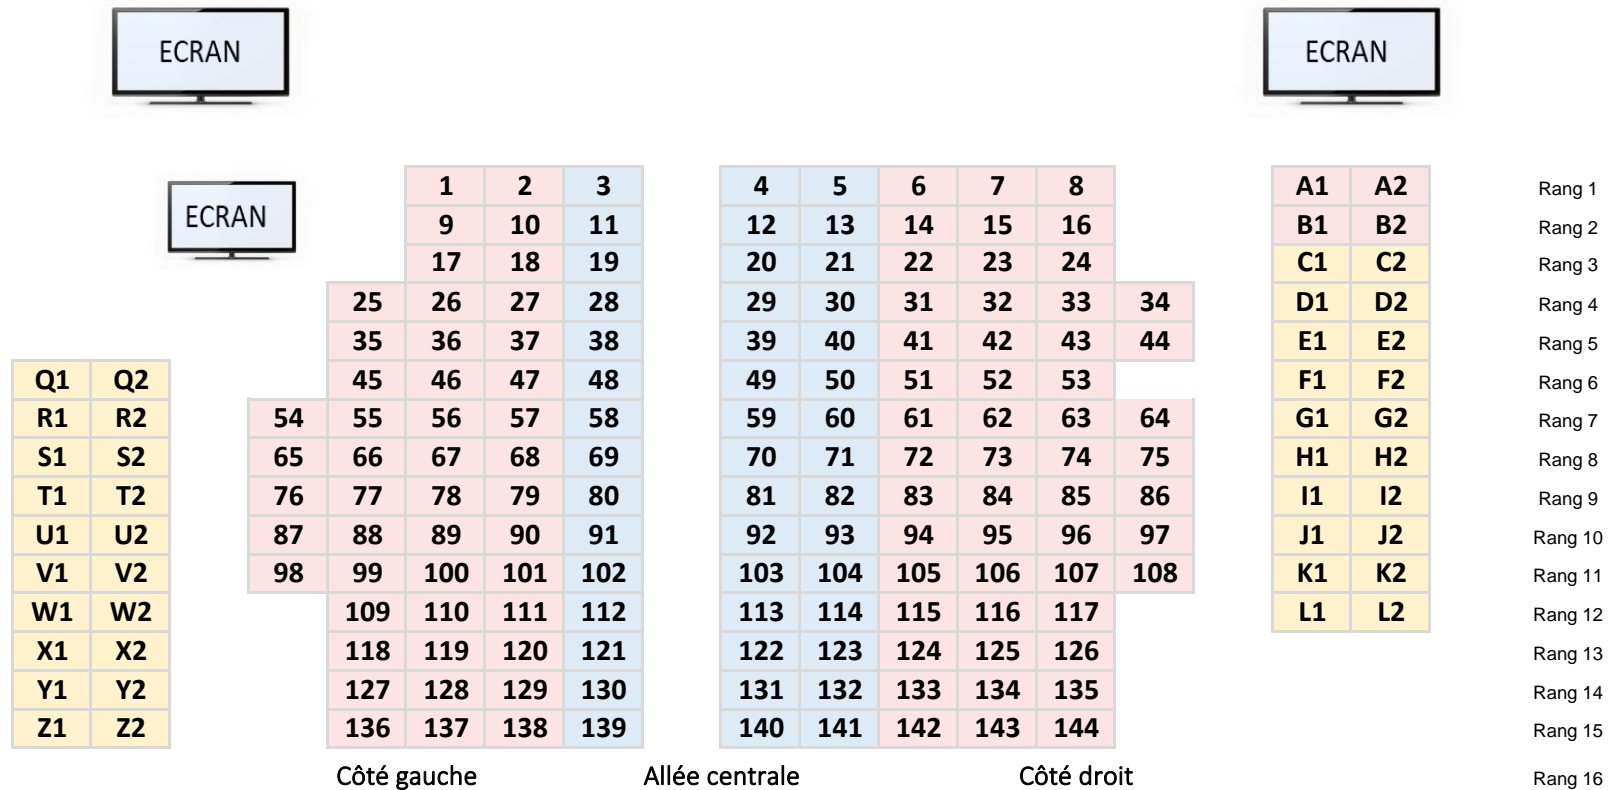 ECRAN ECRAN
1 2 3 4 5 6 7 8 A1 A2 Rang 1
ECRAN
9 10 11 12 13 14 15 16 B1 B2 Rang 2
17 18 19 20 21 22 23 24 C1 C2 Rang 3
25 26 27 28 29 30 31 32 33 34 D1 D2 Rang 4
35 36 37 38 39 40 41 42 43 44 E1 E2 Rang 5
Q1 Q2 45 46 47 48 49 50 51 52 53 F1 F2 Rang 6
R1 R2 54 55 56 57 58 59 60 61 62 63 64 G1 G2 Rang 7
S1 S2 65 66 67 68 69 70 71 72 73 74 75 H1 H2 Rang 8
T1 T2 76 77 78 79 80 81 82 83 84 85 86 I1 I2 Rang 9
U1 U2 87 88 89 90 91 92 93 94 95 96 97 J1 J2 Rang 10
V1 V2 98 99 100 101 102 103 104 105 106 107 108 K1 K2 Rang 11
W1 W2 109 110 111 112 113 114 115 116 117 L1 L2 Rang 12
X1 X2 118 119 120 121 122 123 124 125 126 Rang 13
Y1 Y2 127 128 129 130 131 132 133 134 135 Rang 14
Z1 Z2 136 137 138 139 140 141 142 143 144 Rang 15
Côté gauche Allée centrale Côté droit Rang 16